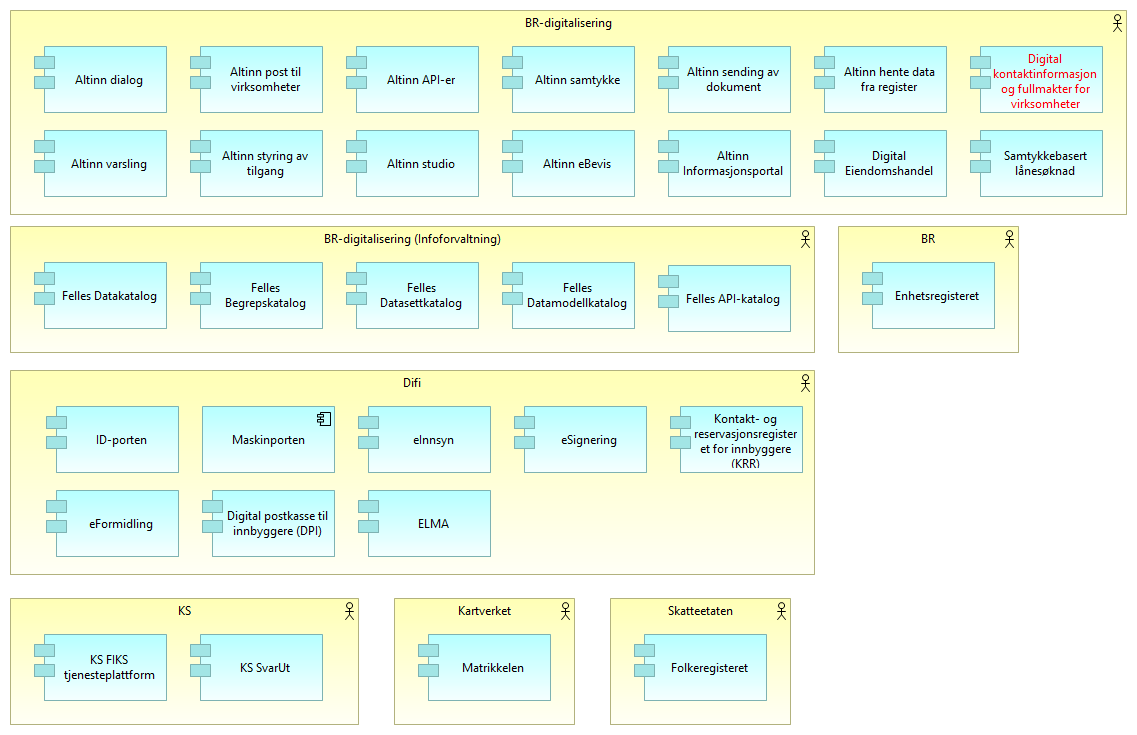 BR-digitalisering
Altinn dialog
Altinn post til
virksomheter
Altinn API-er
Altinn samtykke
Altinn sending av
dokument
Altinn hente data
fra register
Digital
kontaktinformasjon
og fullmakter for
virksomheter
Altinn varsling
Altinn styring av
tilgang
Altinn studio
Altinn eBevis
Altinn
Informasjonsportal
Digital
Eiendomshandel
Samtykkebasert
lånesøknad
BR-digitalisering (Infoforvaltning)
Felles Datakatalog
Felles
Begrepskatalog
Felles
Datasettkatalog
Felles
Datamodellkatalog
Felles API-katalog
BR
Enhetsregisteret
Difi
ID-porten
Maskinporten
eInnsyn
eSignering
Kontakt- og
reservasjonsregister
et for innbyggere
(KRR)
eFormidling
Digital postkasse til
innbyggere (DPI)
ELMA
KS
KS FIKS
tjenesteplattform
KS SvarUt
Kartverket
Matrikkelen
Skatteetaten
Folkeregisteret